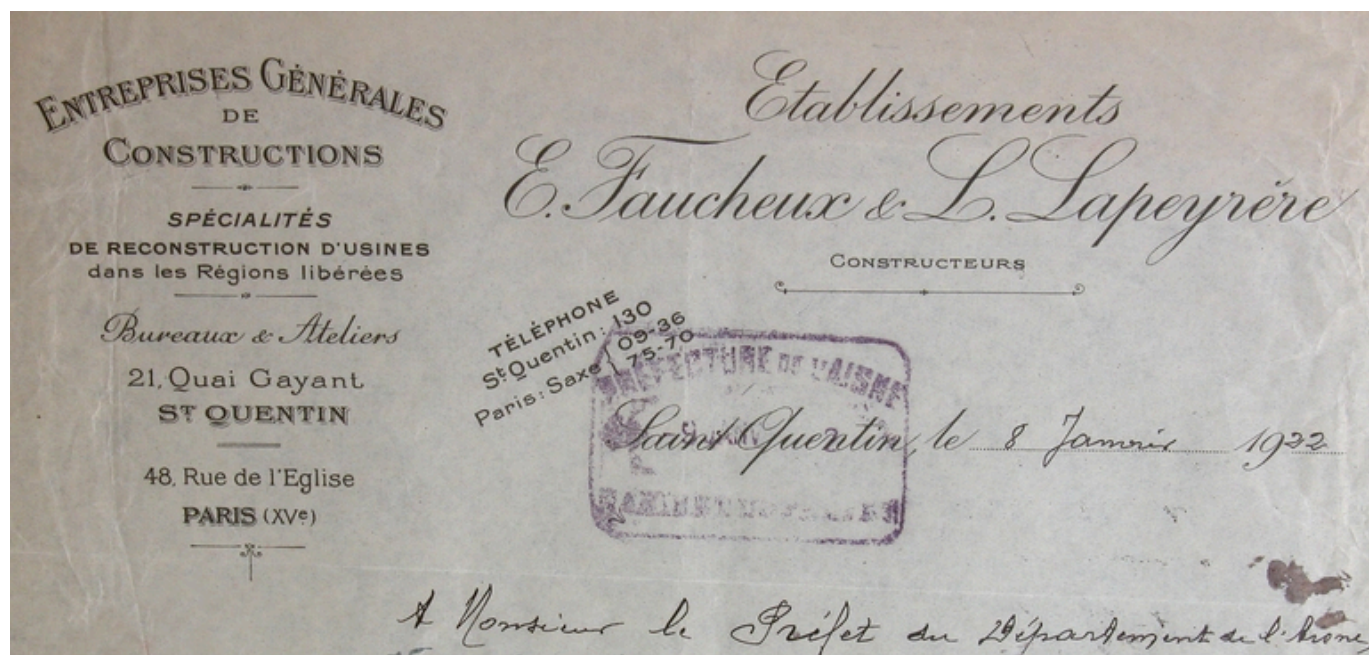 ENTREPRISES GÉNÉRALES
DE
CONSTRUCTIONS
SPÉCIALITÉS
DE RECONSTRUCTION D'USINES
dans les Régions libérées
Bureaux & Ateliers
21, Quai Gayant
ST QUENTIN
48, Rue de l'Eglise
PARIS (XVe)
Etablissements
E. Faucheux & L. Lapeyrère
CONSTRUCTEURS
TÉLÉPHONE
St Quentin: 130
Paris: Saxe { 09-36
75-70
PRÉFECTURE DE L'AISNE
Saint Quentin, le 8 Janvier 1922
A Monsieur le Préfet du Département de l'Aisne